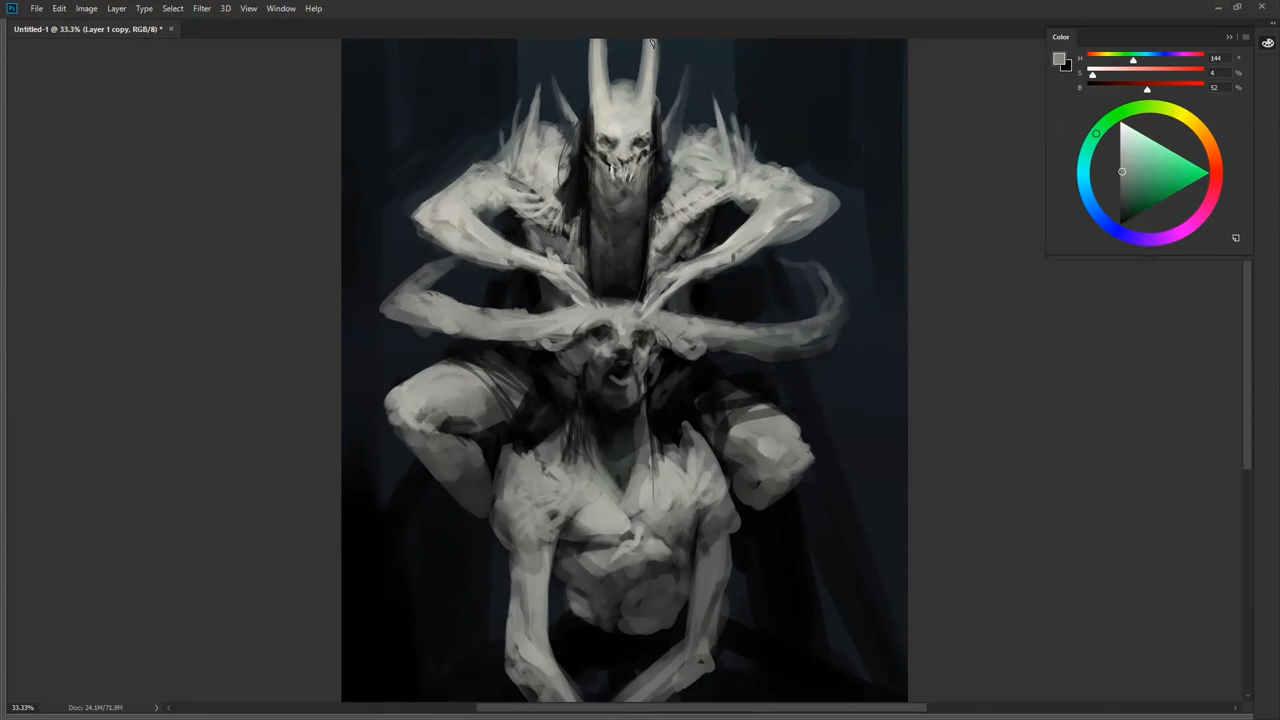 Ps File Edit Image Layer Type Select Filter 3D View Window Help
Untitled-1 @ 33.3% (Layer 1 copy, RGB/8) * ×
Color
H 144 °
S 4 %
B 52 %
33.33% Doc: 24.1M/71.9M